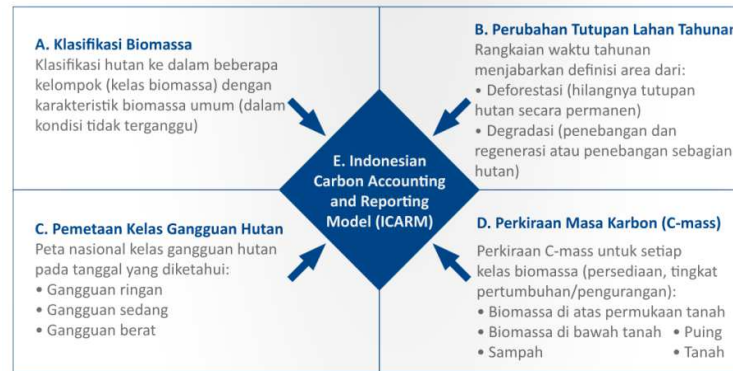 A. Klasifikasi Biomassa
Klasifikasi hutan ke dalam beberapa
kelompok (kelas biomassa) dengan
karakteristik biomassa umum (dalam
kondisi tidak terganggu)
B. Perubahan Tutupan Lahan Tahunan
Rangkaian waktu tahunan
menjabarkan definisi area dari:
• Deforestasi (hilangnya tutupan
hutan secara permanen)
• Degradasi (penebangan dan
regenerasi atau penebangan sebagian
hutan)
E. Indonesian
Carbon Accounting
and Reporting
Model (ICARM)
C. Pemetaan Kelas Gangguan Hutan
Peta nasional kelas gangguan hutan
pada tanggal yang diketahui:
• Gangguan ringan
• Gangguan sedang
• Gangguan berat
D. Perkiraan Masa Karbon (C-mass)
Perkiraan C-mass untuk setiap
kelas biomassa (persediaan, tingkat
pertumbuhan/pengurangan):
• Biomassa di atas permukaan tanah
• Biomassa di bawah tanah • Puing
• Sampah • Tanah